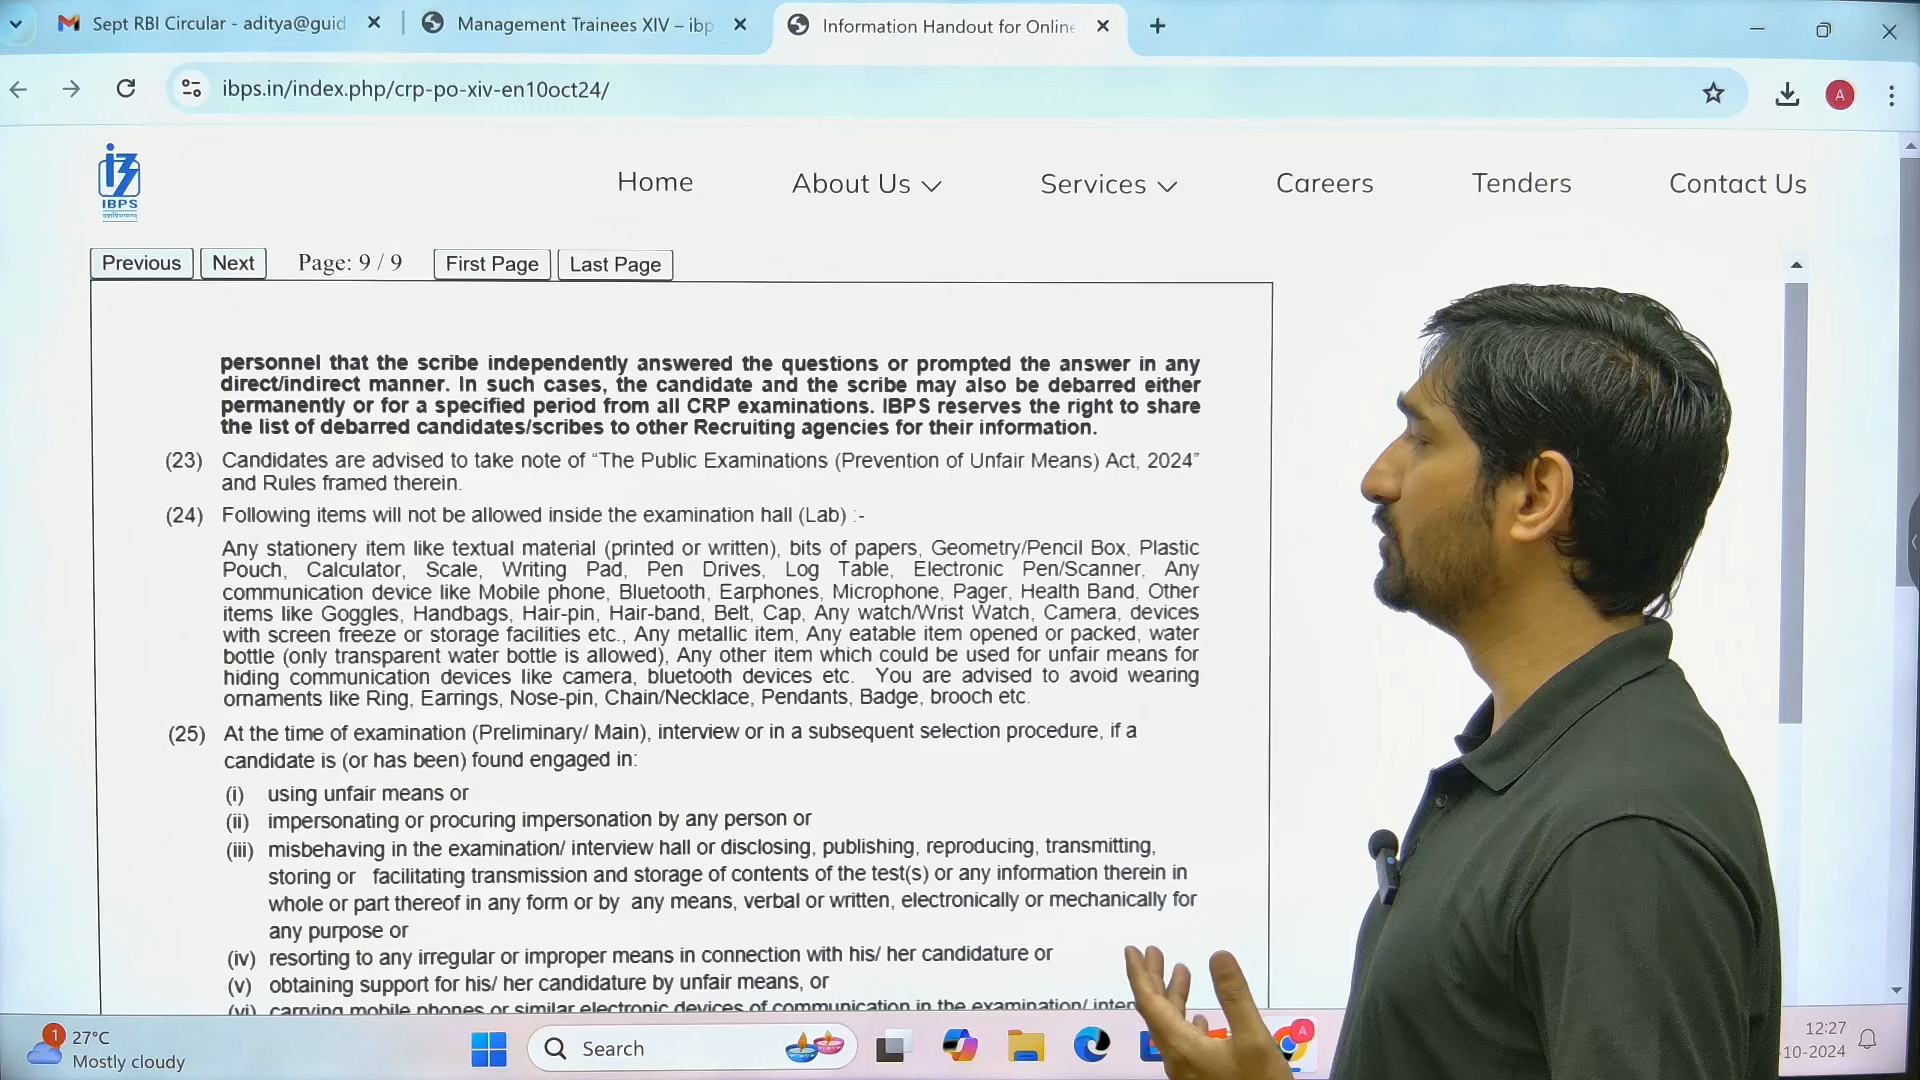 Sept RBI Circular - aditya@guid
Management Trainees XIV – ibp
Information Handout for Online
ibps.in/index.php/crp-po-xiv-en10oct24/
A
IBPS
Home
About Us
Services
Careers
Tenders
Contact Us
Previous
Next
Page: 9 / 9
First Page
Last Page
personnel that the scribe independently answered the questions or prompted the answer in any
direct/indirect manner. In such cases, the candidate and the scribe may also be debarred either
permanently or for a specified period from all CRP examinations. IBPS reserves the right to share
the list of debarred candidates/scribes to other Recruiting agencies for their information.
(23) Candidates are advised to take note of “The Public Examinations (Prevention of Unfair Means) Act, 2024”
and Rules framed therein.
(24) Following items will not be allowed inside the examination hall (Lab) :-
Any stationery item like textual material (printed or written), bits of papers, Geometry/Pencil Box, Plastic
Pouch, Calculator, Scale, Writing Pad, Pen Drives, Log Table, Electronic Pen/Scanner, Any
communication device like Mobile phone, Bluetooth, Earphones, Microphone, Pager, Health Band, Other
items like Goggles, Handbags, Hair-pin, Hair-band, Belt, Cap, Any watch/Wrist Watch, Camera, devices
with screen freeze or storage facilities etc., Any metallic item, Any eatable item opened or packed, water
bottle (only transparent water bottle is allowed), Any other item which could be used for unfair means for
hiding communication devices like camera, bluetooth devices etc. You are advised to avoid wearing
ornaments like Ring, Earrings, Nose-pin, Chain/Necklace, Pendants, Badge, brooch etc.
(25) At the time of examination (Preliminary/ Main), interview or in a subsequent selection procedure, if a
candidate is (or has been) found engaged in:
(i) using unfair means or
(ii) impersonating or procuring impersonation by any person or
(iii) misbehaving in the examination/ interview hall or disclosing, publishing, reproducing, transmitting,
storing or facilitating transmission and storage of contents of the test(s) or any information therein in
whole or part thereof in any form or by any means, verbal or written, electronically or mechanically for
any purpose or
(iv) resorting to any irregular or improper means in connection with his/ her candidature or
(v) obtaining support for his/ her candidature by unfair means, or
(vi) carrying mobile phones or similar electronic devices of communication in the examination/ inter
1
27°C
Mostly cloudy
Search
A
12:27
-10-2024